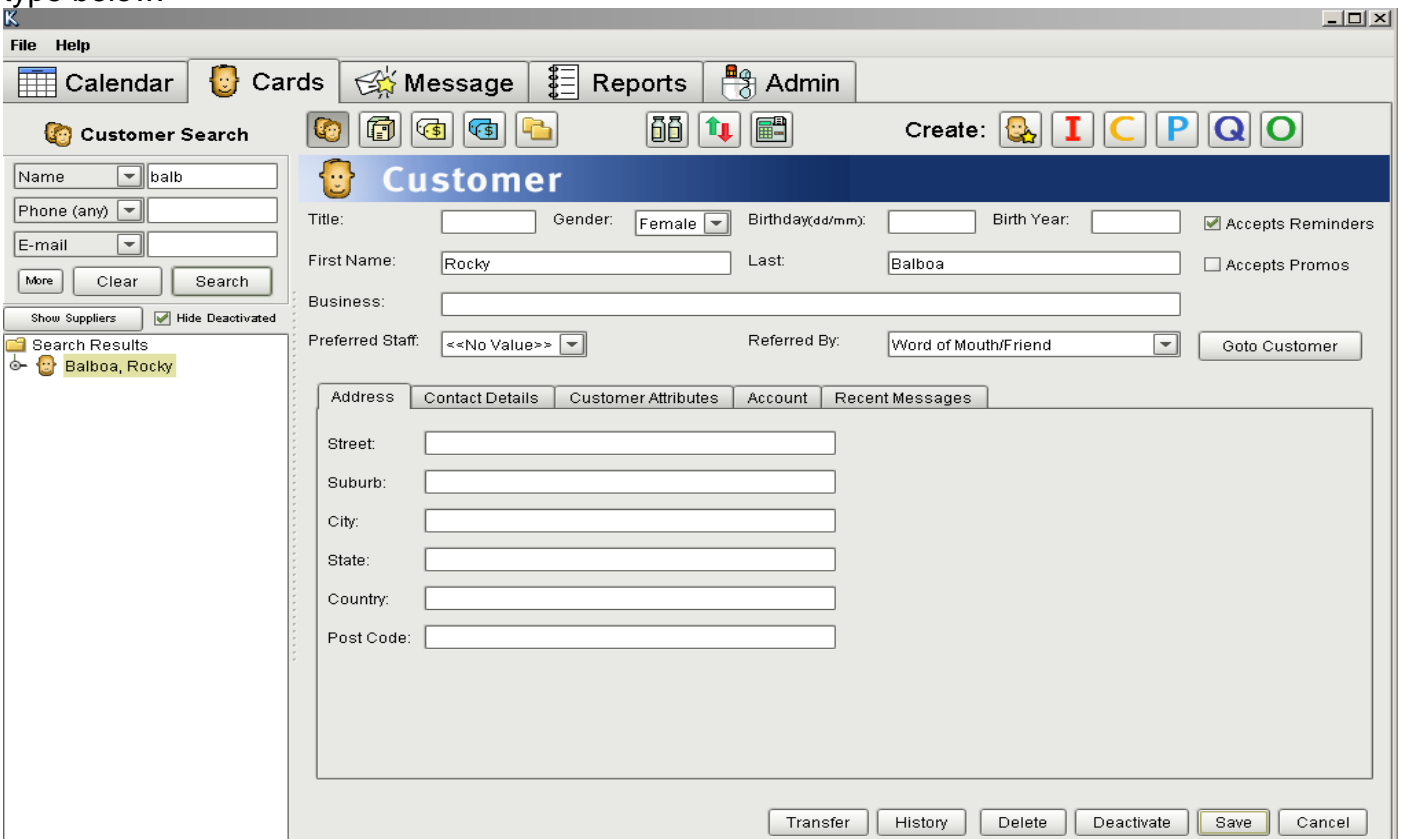 type below.
K
File Help
Calendar Cards Message Reports Admin
Customer Search
Create: I C P Q O
Name balb
Phone (any)
E-mail
More Clear Search
Show Suppliers Hide Deactivated
Search Results
Balboa, Rocky
Customer
Title: Gender: Female Birthday(dd/mm): Birth Year: Accepts Reminders
First Name: Rocky Last: Balboa Accepts Promos
Business:
Preferred Staff: <<No Value>> Referred By: Word of Mouth/Friend Goto Customer
Address Contact Details Customer Attributes Account Recent Messages
Street:
Suburb:
City:
State:
Country:
Post Code:
Transfer History Delete Deactivate Save Cancel